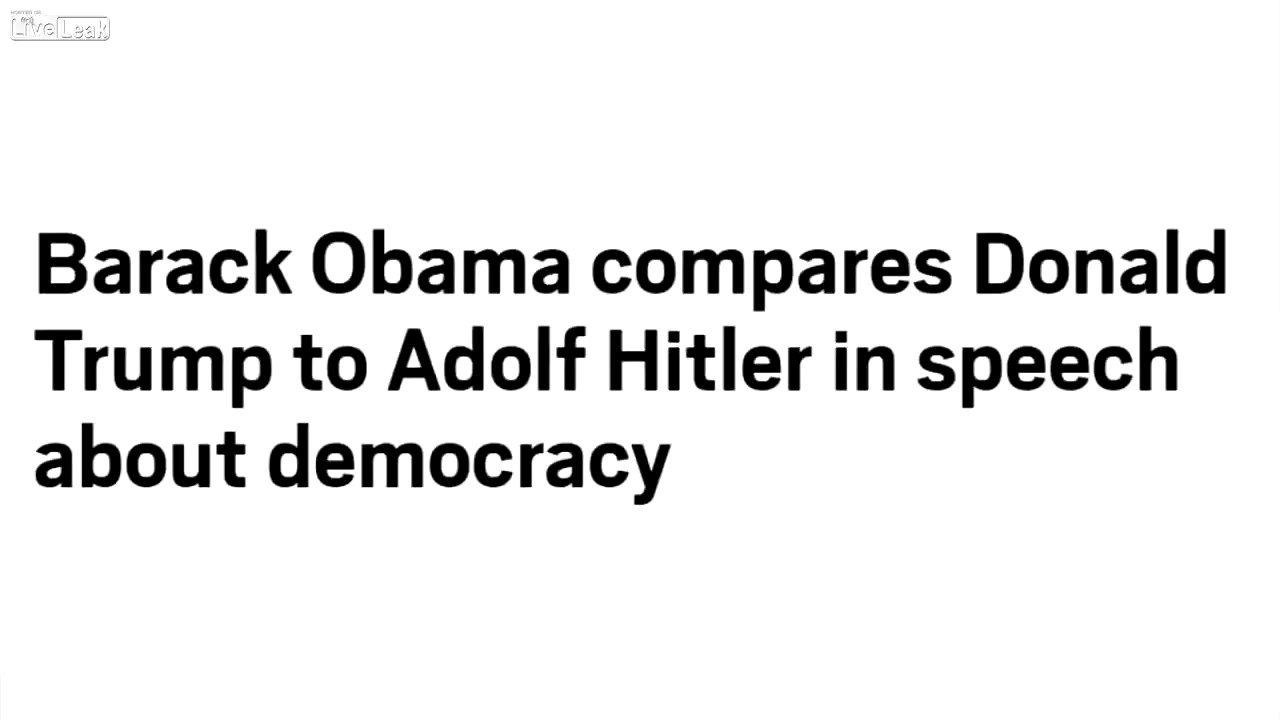 LiveLeak
Barack Obama compares Donald
Trump to Adolf Hitler in speech
about democracy